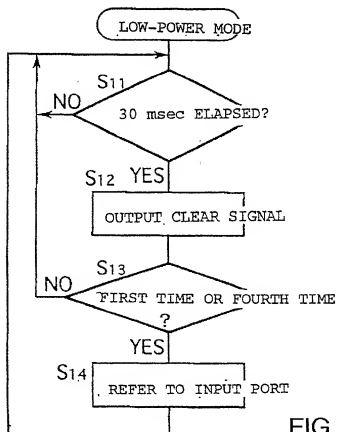 LOW-POWER MODE
S11
NO
30 msec ELAPSED?
S12 YES
OUTPUT CLEAR SIGNAL
S13
NO
FIRST TIME OR FOURTH TIME
?
YES
S14
REFER TO INPUT PORT
FIG